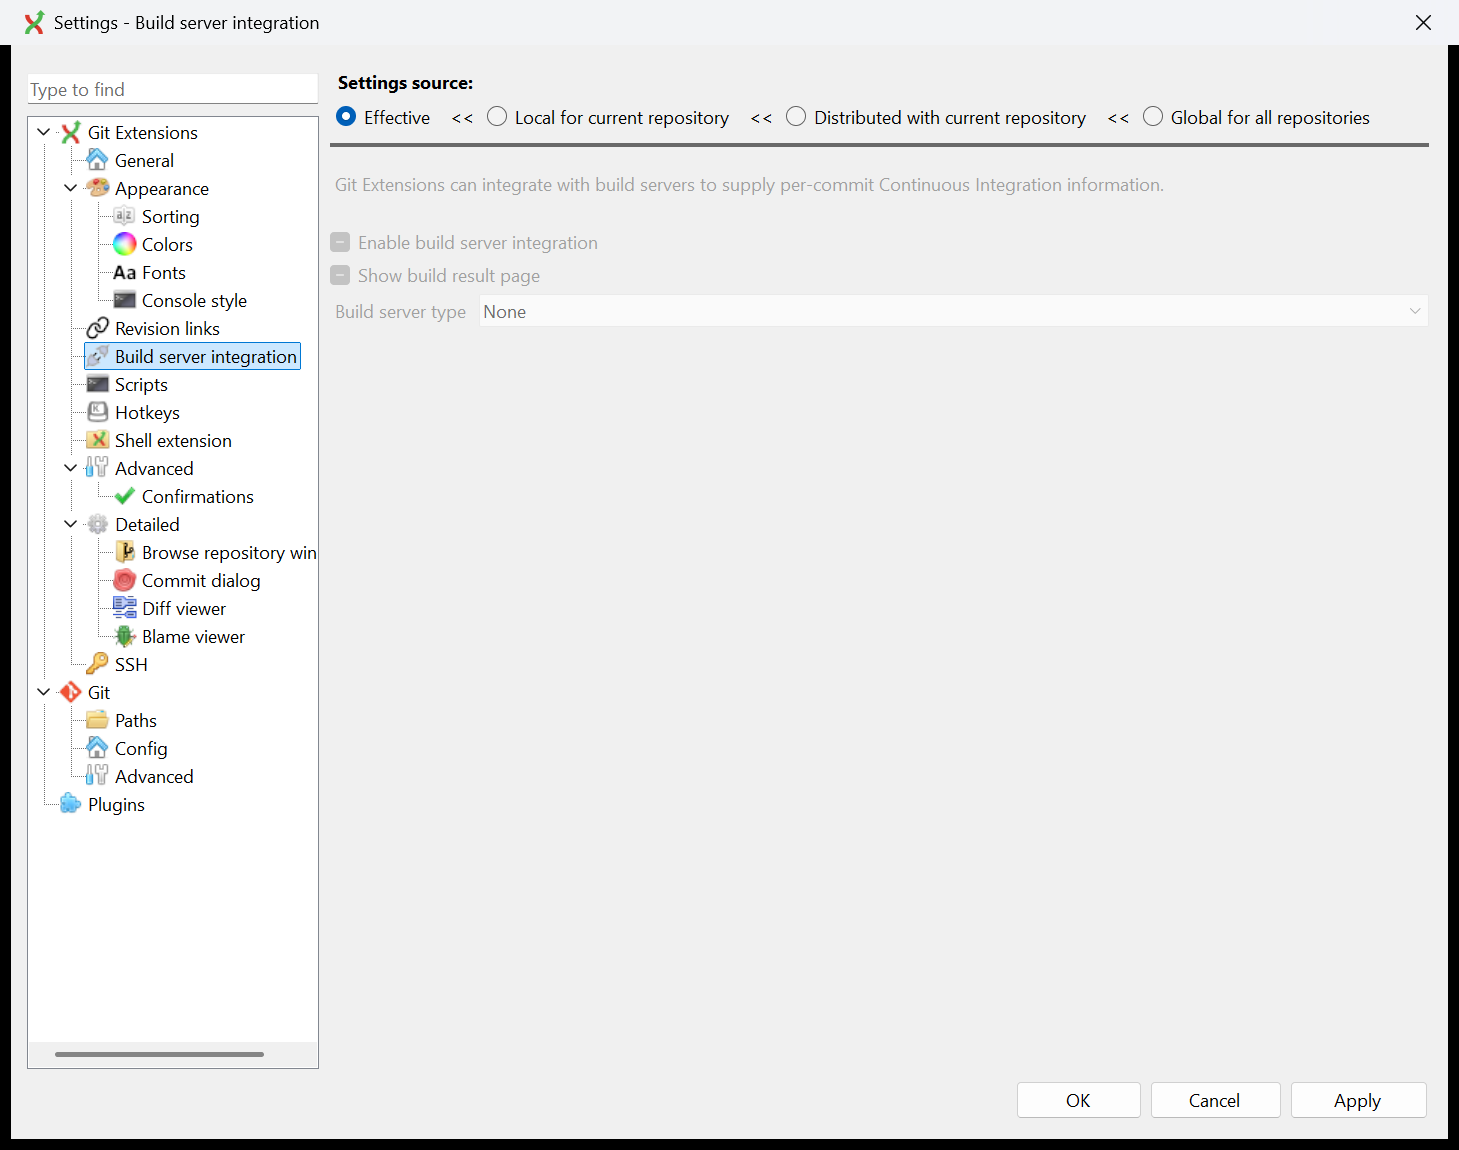 Settings - Build server integration
Type to find
Git Extensions
General
Appearance
Sorting
Colors
Aa Fonts
Console style
Revision links
Build server integration
Scripts
Hotkeys
Shell extension
Advanced
Confirmations
Detailed
Browse repository win
Commit dialog
Diff viewer
Blame viewer
SSH
Git
Paths
Config
Advanced
Plugins
Settings source:
Effective << Local for current repository << Distributed with current repository << Global for all repositories
Git Extensions can integrate with build servers to supply per-commit Continuous Integration information.
Enable build server integration
Show build result page
Build server type None
OK Cancel Apply